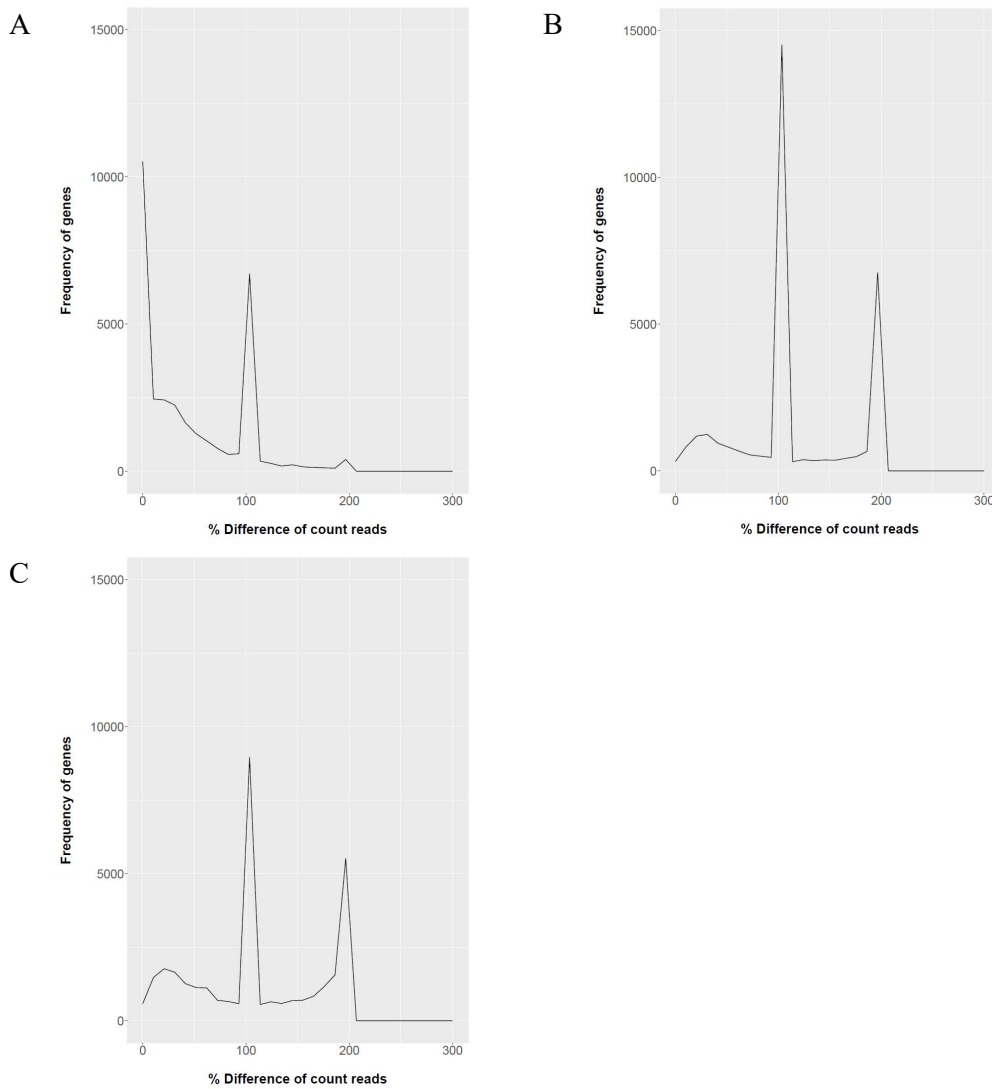 A
15000
10000
5000
0
Frequency of genes
0 100 200 300
% Difference of count reads
B
15000
10000
5000
0
Frequency of genes
0 100 200 300
% Difference of count reads
C
15000
10000
5000
0
Frequency of genes
0 100 200 300
% Difference of count reads